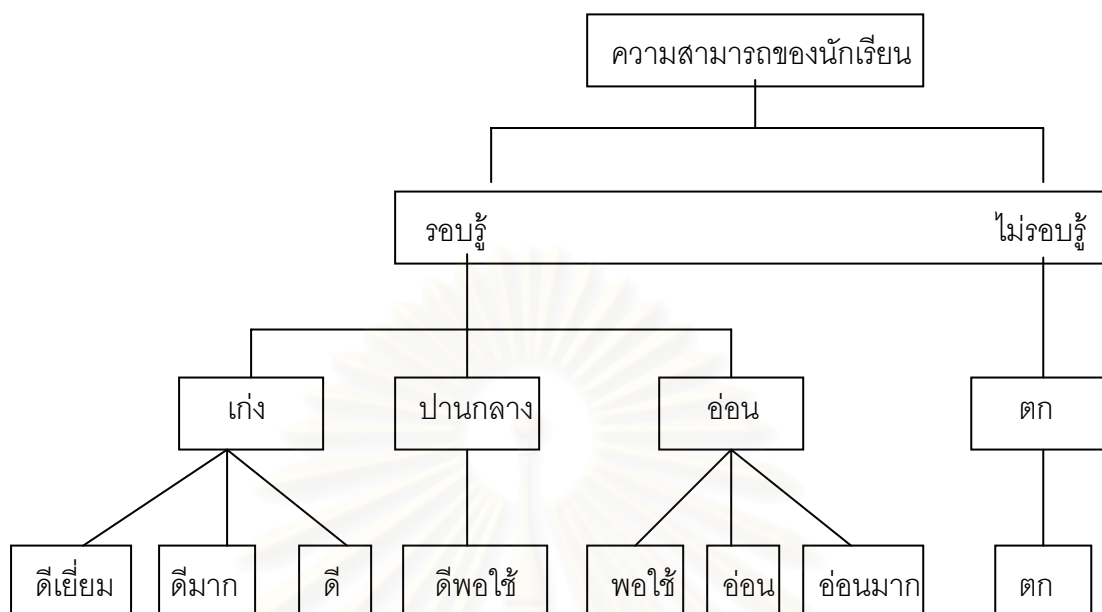 ความสามารถของนักเรียน
รอบรู้ ไม่รอบรู้
เก่ง ปานกลาง อ่อน ตก
ดีเยี่ยม ดีมาก ดี ดีพอใช้ พอใช้ อ่อน อ่อนมาก ตก